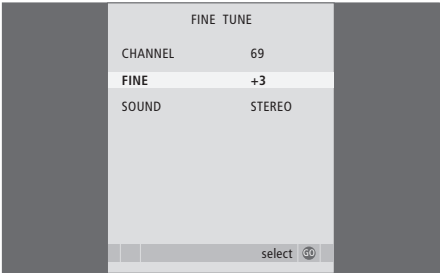 FINE TUNE
CHANNEL 69
FINE +3
SOUND STEREO
select GO